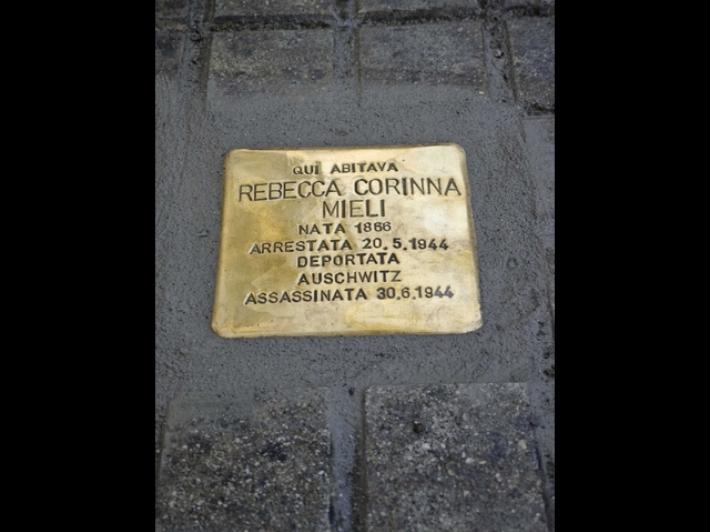 QUI ABITAVA
REBECCA CORINNA
MIELI
NATA 1866
ARRESTATA 20.5.1944
DEPORTATA
AUSCHWITZ
ASSASSINATA 30.6.1944